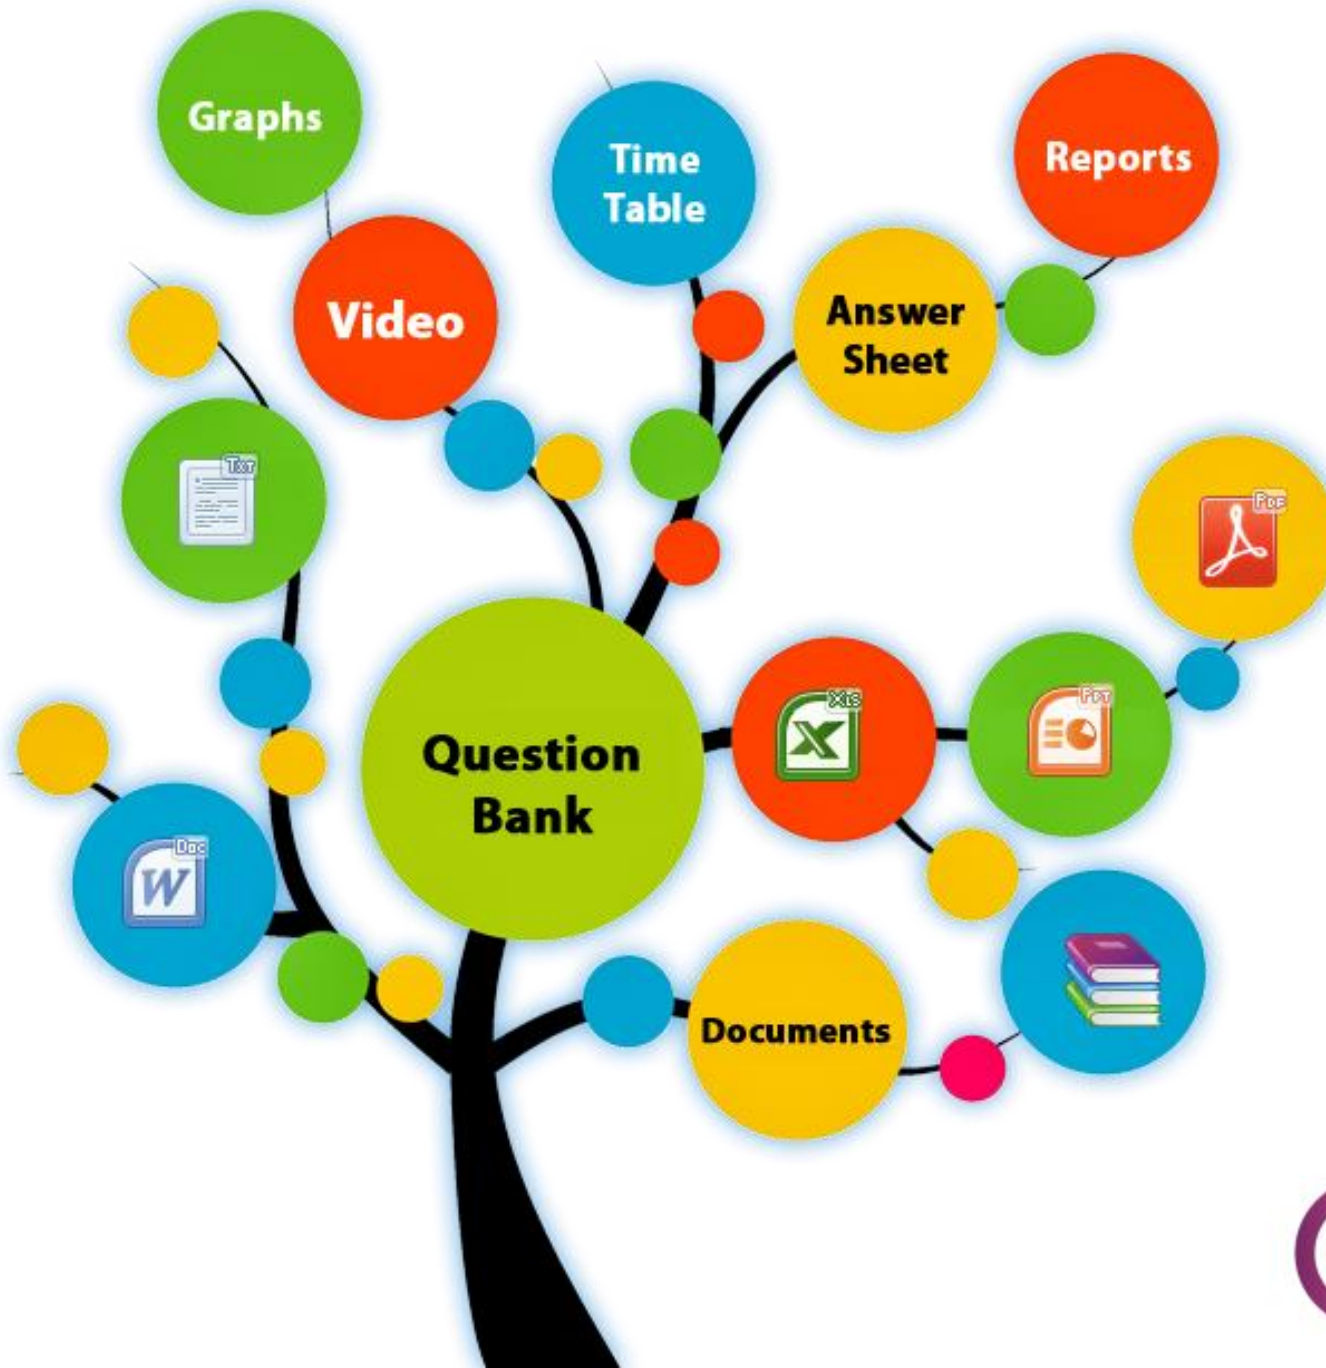 Graphs
Time
Table
Reports
Video
Answer
Sheet
Txt
PDF
Question
Bank
XLS
PPT
Doc
Documents